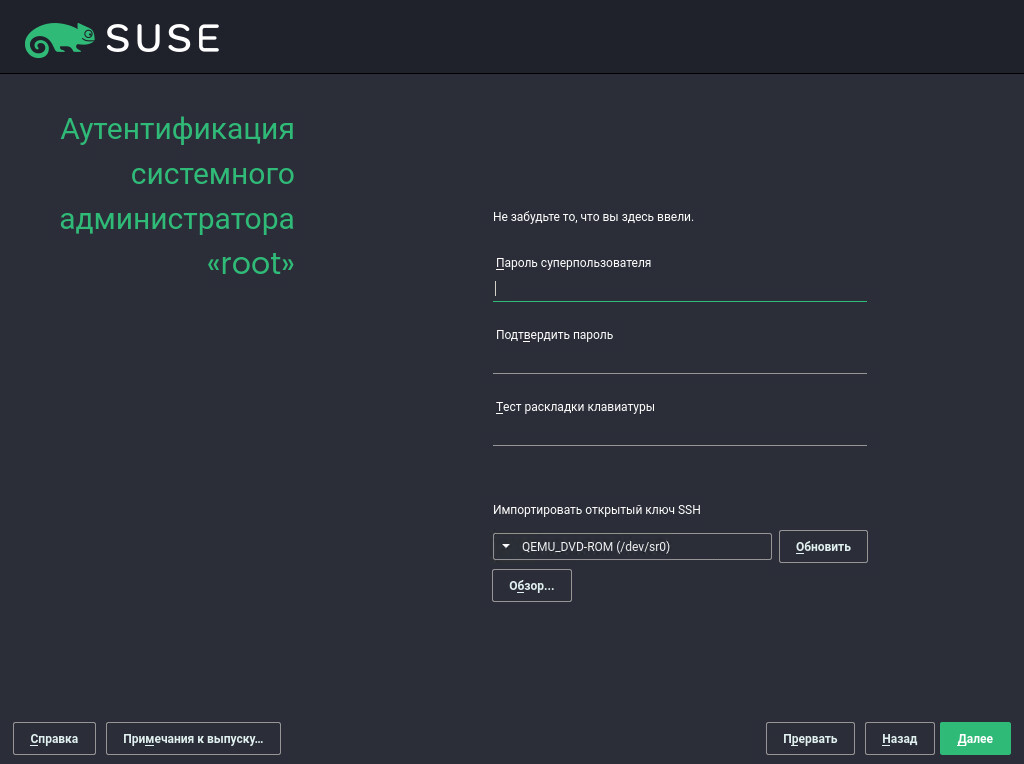 SUSE
Аутентификация
системного
администратора
«root»
Не забудьте то, что вы здесь ввели.
Пароль суперпользователя
Подтвердить пароль
Тест раскладки клавиатуры
Импортировать открытый ключ SSH
QEMU_DVD-ROM (/dev/sr0)
Обновить
Обзор...
Справка
Примечания к выпуску...
Прервать
Назад
Далее